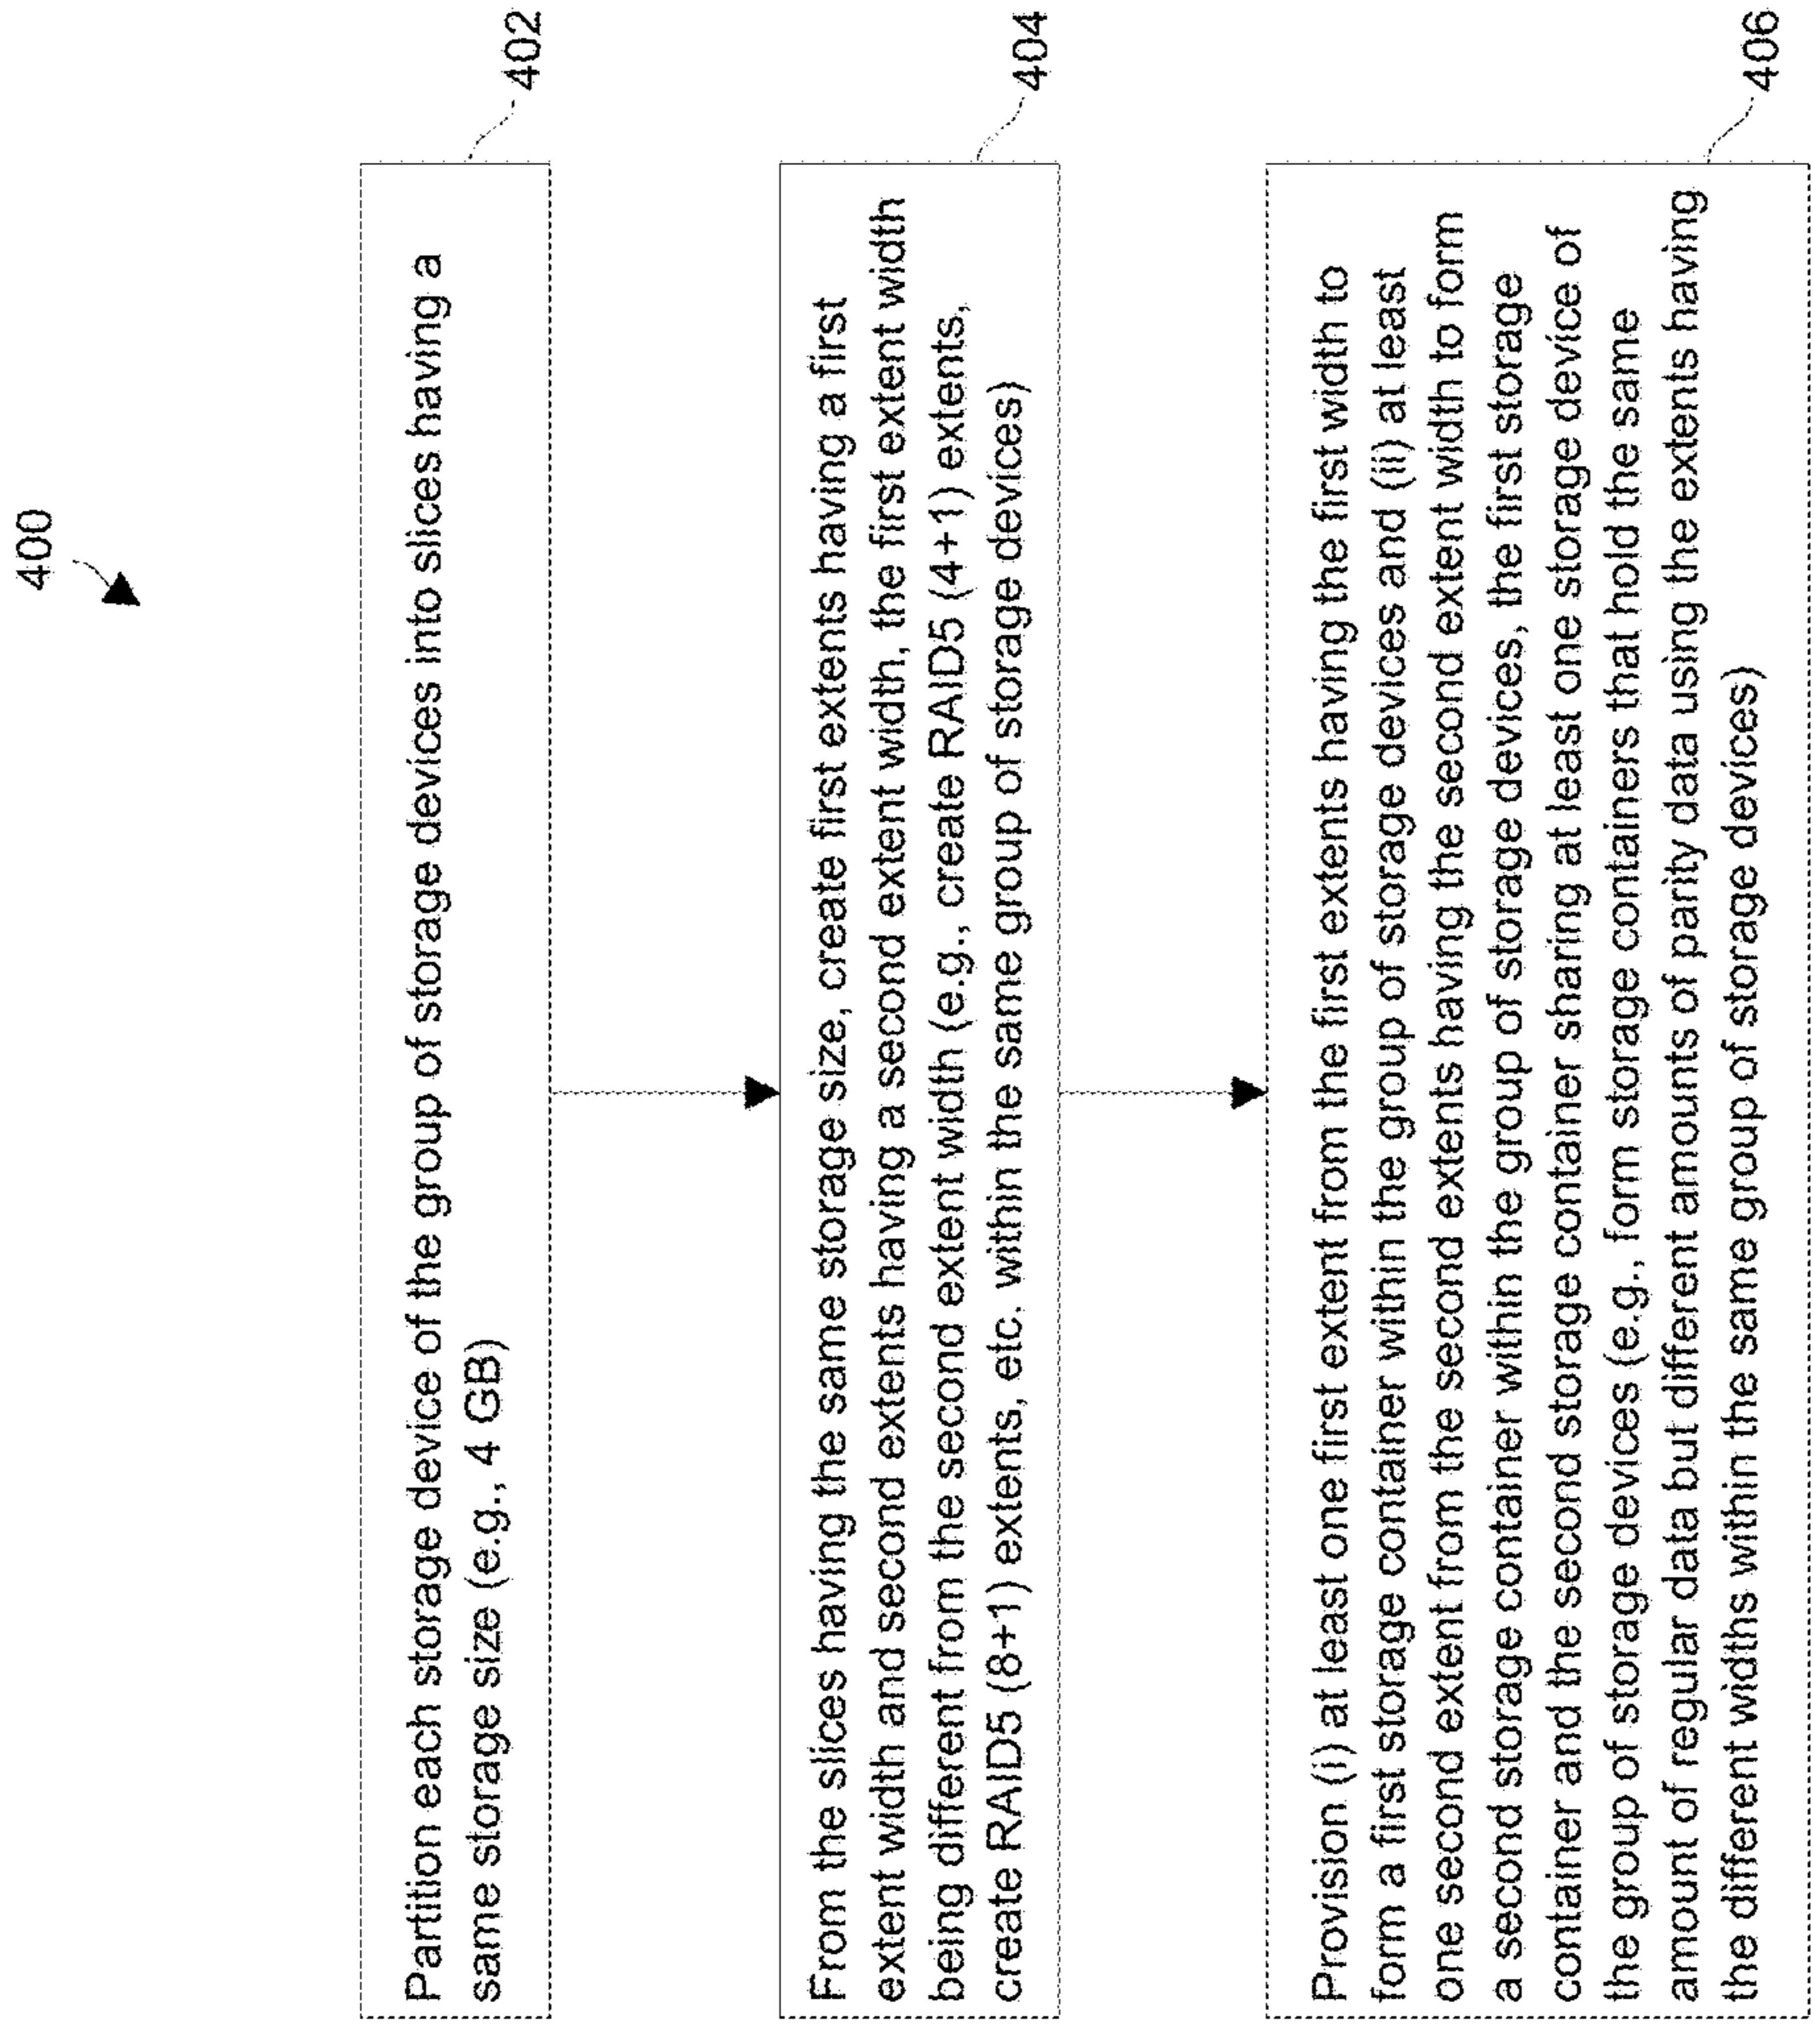 400
Partition each storage device of the group of storage devices into slices having a
same storage size (e.g., 4 GB)
402
From the slices having the same storage size, create first extents having a first
extent width and second extents having a second extent width, the first extent width
being different from the second extent width (e.g., create RAID5 (4+1) extents,
create RAID5 (8+1) extents, etc. within the same group of storage devices)
404
Provision (i) at least one first extent from the first extents having the first width to
form a first storage container within the group of storage devices and (ii) at least
one second extent from the second extents having the second extent width to form
a second storage container within the group of storage devices, the first storage
container and the second storage container sharing at least one storage device of
the group of storage devices (e.g., form storage containers that hold the same
amount of regular data but different amounts of parity data using the extents having
the different widths within the same group of storage devices)
406